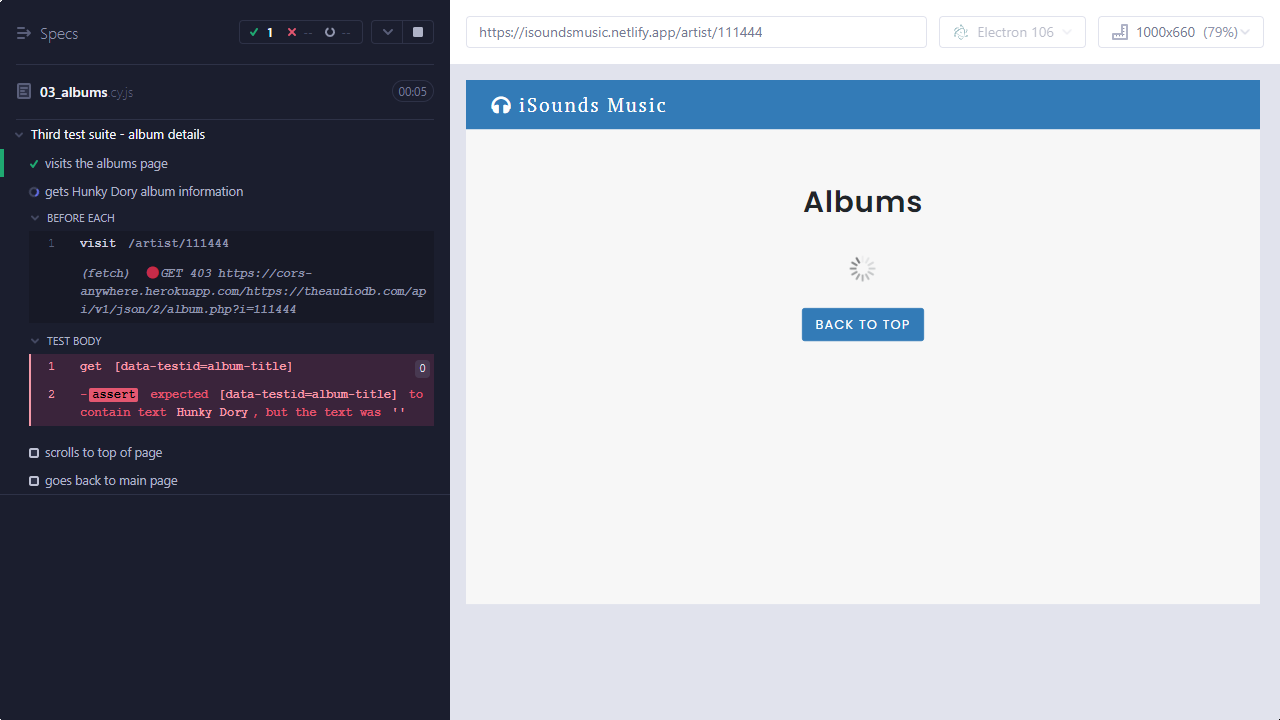 Specs
1
--
--
03_albums.cy.js
00:05
Third test suite - album details
visits the albums page
gets Hunky Dory album information
BEFORE EACH
1 visit /artist/111444
(fetch) GET 403 https://cors-
anywhere.herokuapp.com/https://theaudiodb.com/ap
i/v1/json/2/album.php?i=111444
TEST BODY
1 get [data-testid=album-title] 0
2 -assert expected [data-testid=album-title] to
contain text Hunky Dory, but the text was ''
scrolls to top of page
goes back to main page
https://isoundsmusic.netlify.app/artist/111444
Electron 106
1000x660 (79%)
iSounds Music
Albums
BACK TO TOP